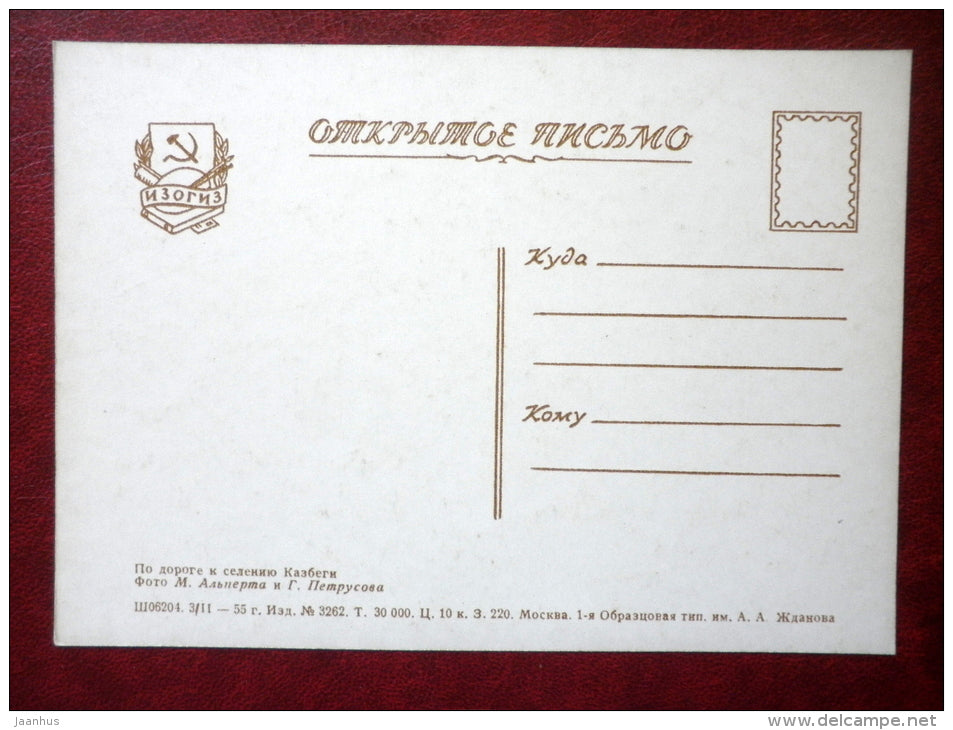 ОТКРЫТОЕ ПИСЬМО
ИЗОГИЗ
Куда
Кому
По дороге к селению Казбеги
Фото М. Альперта и Г. Петрусова
Ш06204. 3/II — 55 г. Изд. № 3262. Т. 30 000. Ц. 10 к. З. 220. Москва. 1-я Образцовая тип. им. А. А. Жданова
jaanhus
www.delcampe.net